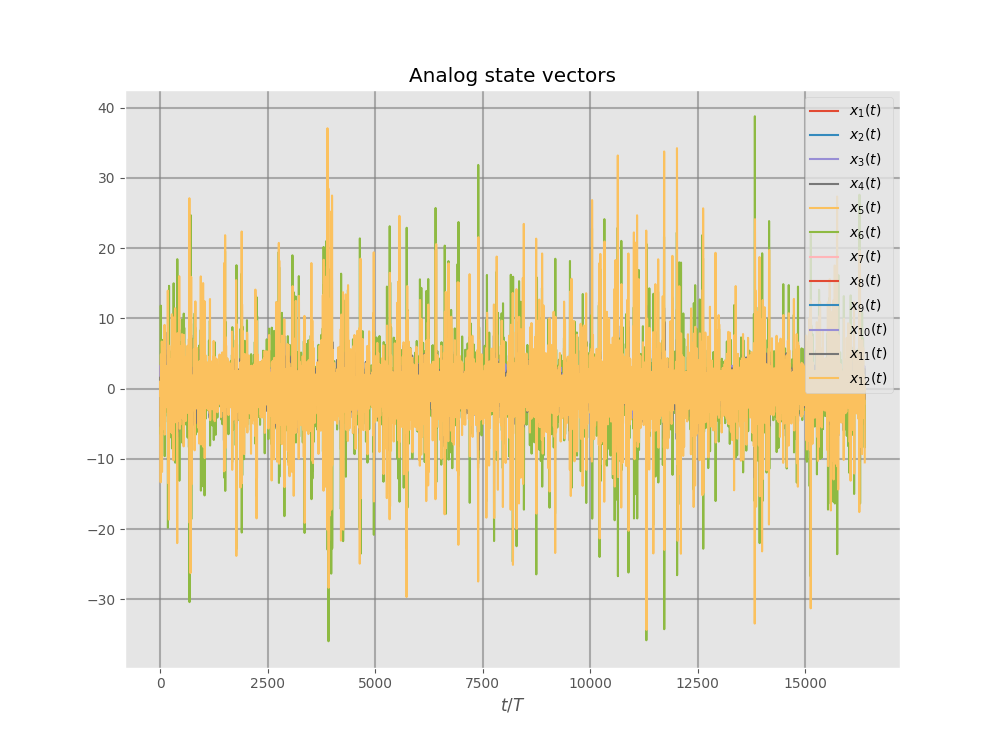 Analog state vectors
40
30
20
10
0
−10
−20
−30
x₁(t)
x₂(t)
x₃(t)
x₄(t)
x₅(t)
x₆(t)
x₇(t)
x₈(t)
x₉(t)
x₁₀(t)
x₁₁(t)
x₁₂(t)
0 2500 5000 7500 10000 12500 15000
t/T